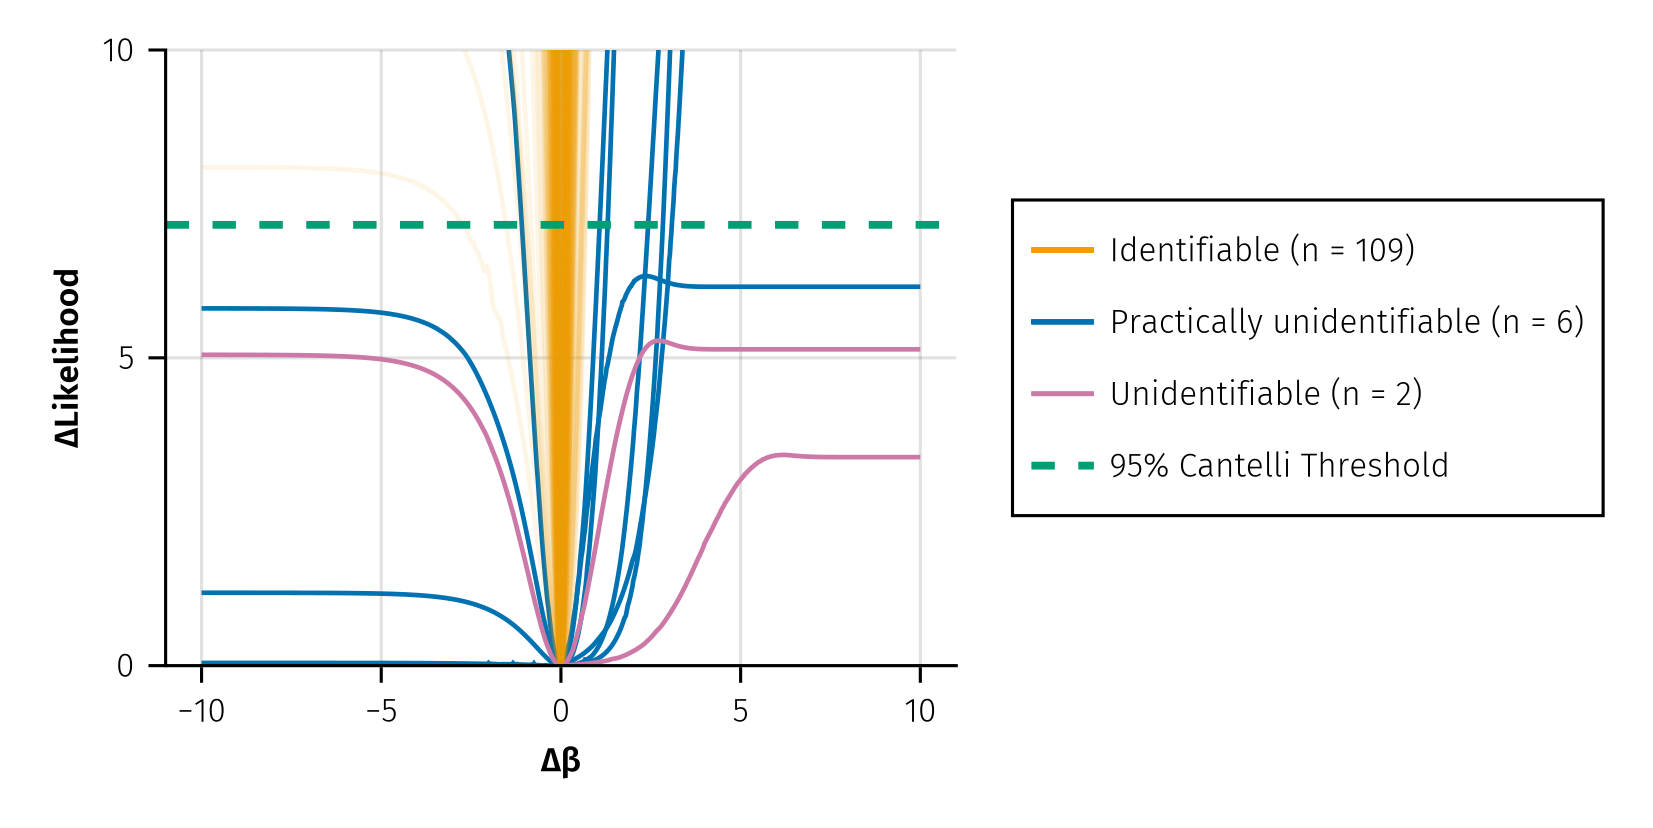 10
5
0
ΔLikelihood
−10
−5
0
5
10
Δβ
Identifiable (n = 109)
Practically unidentifiable (n = 6)
Unidentifiable (n = 2)
95% Cantelli Threshold